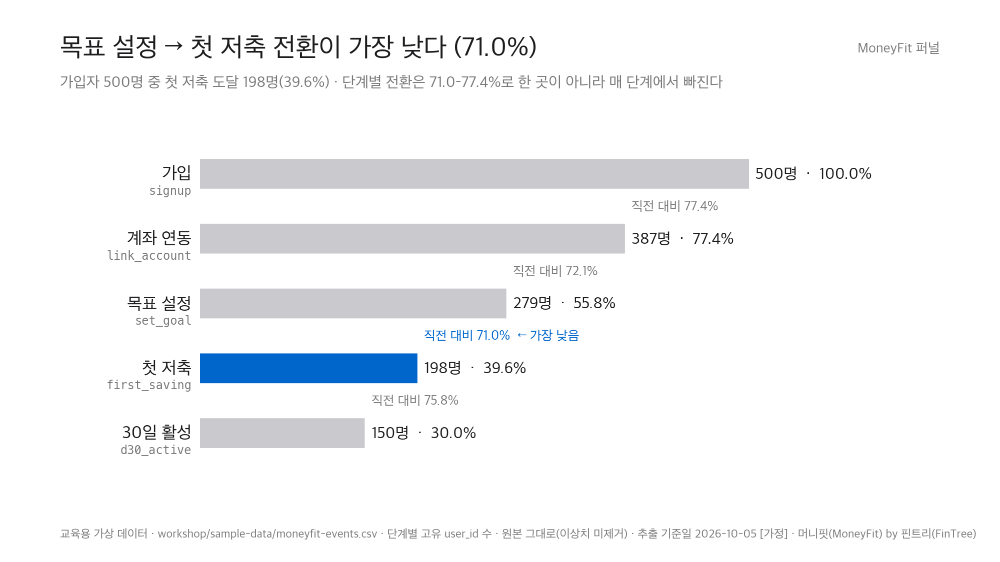 목표 설정 → 첫 저축 전환이 가장 낮다 (71.0%)
MoneyFit 퍼널
가입자 500명 중 첫 저축 도달 198명(39.6%) · 단계별 전환은 71.0-77.4%로 한 곳이 아니라 매 단계에서 빠진다
가입
signup
500명 · 100.0%
직전 대비 77.4%
계좌 연동
link_account
387명 · 77.4%
직전 대비 72.1%
목표 설정
set_goal
279명 · 55.8%
직전 대비 71.0% ← 가장 낮음
첫 저축
first_saving
198명 · 39.6%
직전 대비 75.8%
30일 활성
d30_active
150명 · 30.0%
교육용 가상 데이터 · workshop/sample-data/moneyfit-events.csv · 단계별 고유 user_id 수 · 원본 그대로(이상치 미제거) · 추출 기준일 2026-10-05 [가정] · 머니핏(MoneyFit) by 핀트리(FinTree)